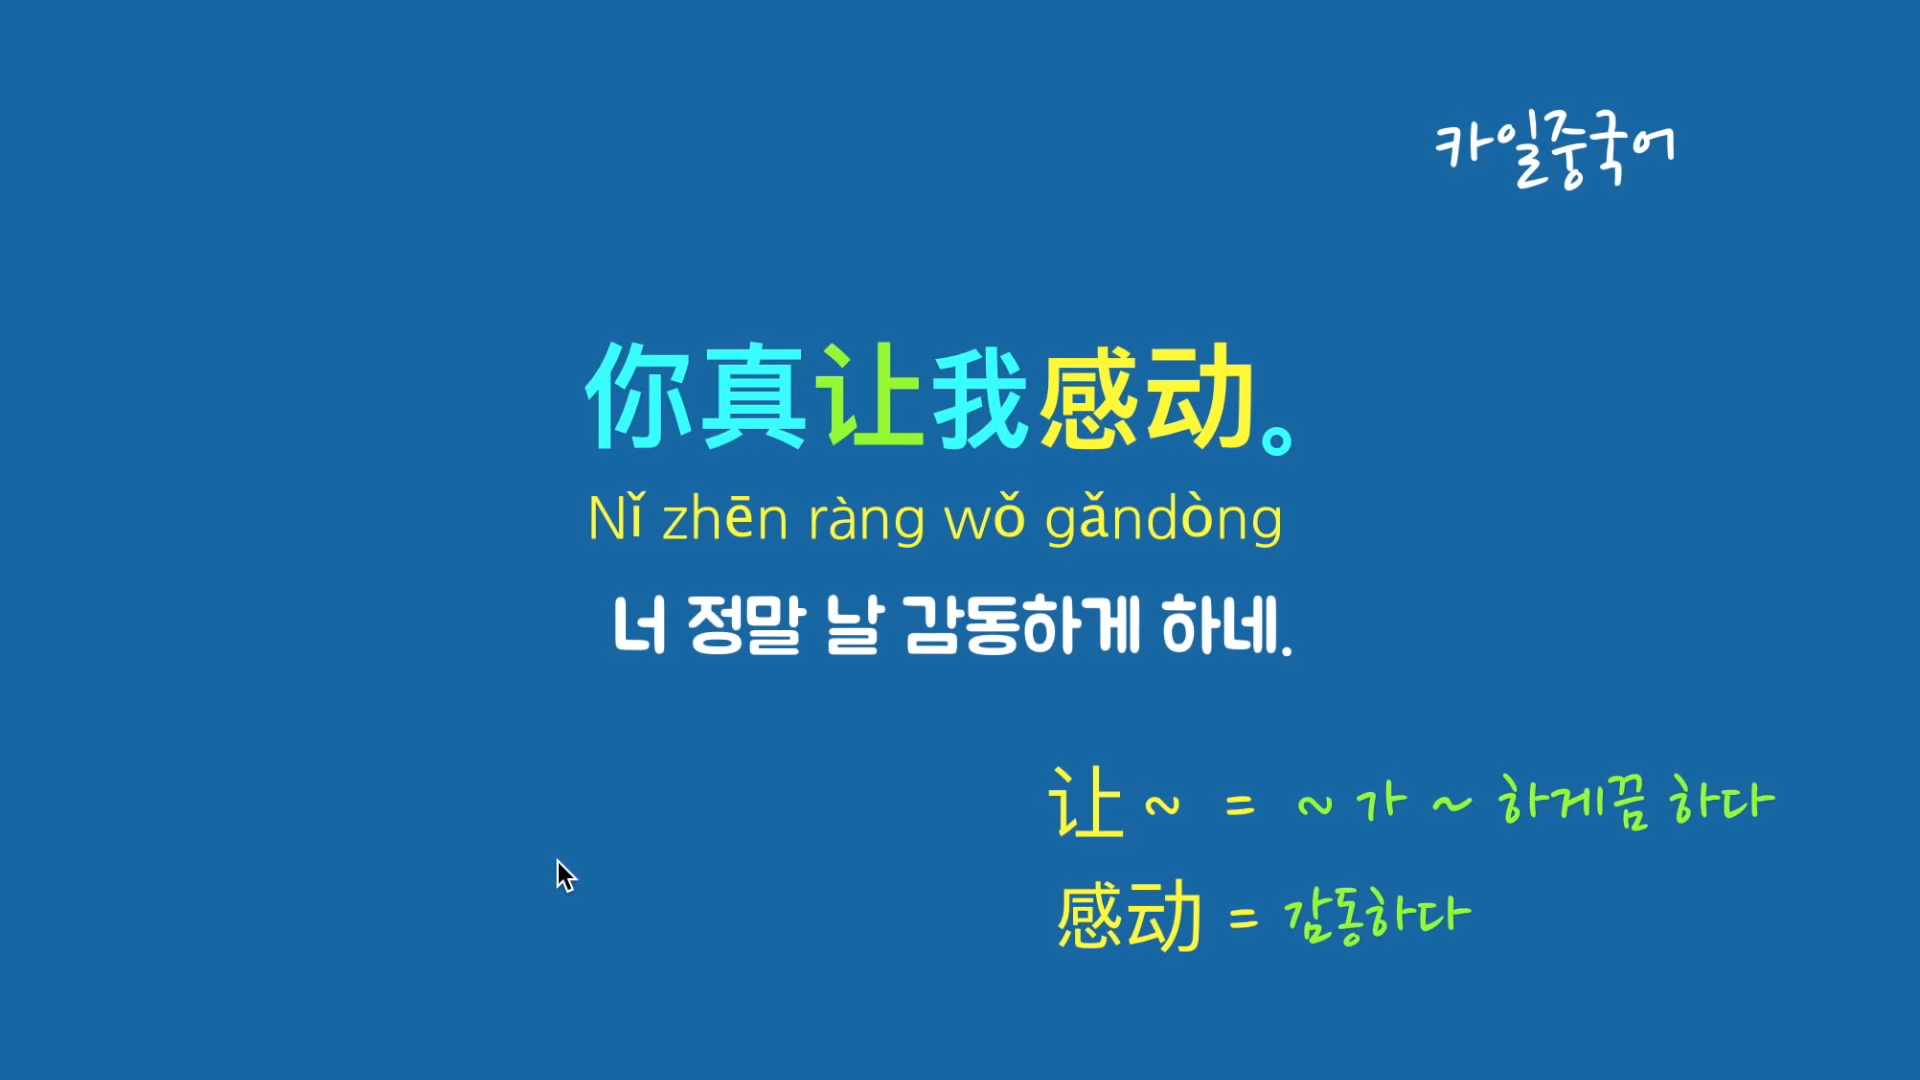 카일중국어
你真让我感动。
Nǐ zhēn ràng wǒ gǎndòng
너 정말 날 감동하게 하네.
让 ~ = ~ 가 ~ 하게끔 하다
感动 = 감동하다